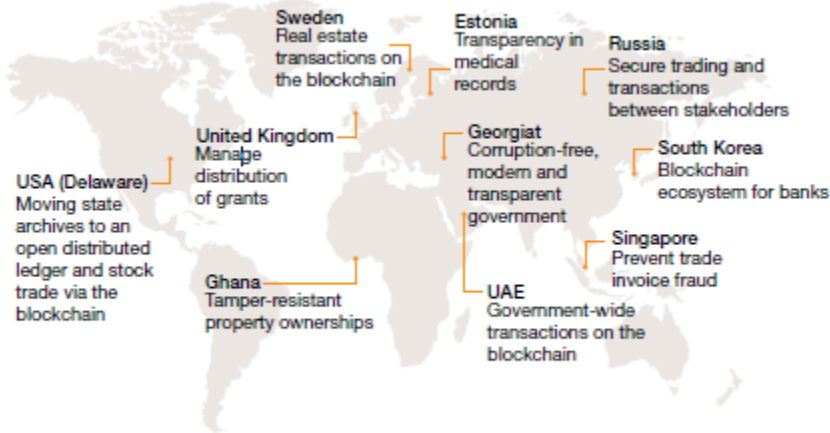 Sweden
Real estate
transactions on
the blockchain
Estonia
Transparency in
medical
records
Russia
Secure trading and
transactions
between stakeholders
United Kingdom
Manage
distribution
of grants
Georgiat
Corruption-free,
modern and
transparent
government
South Korea
Blockchain
ecosystem for banks
USA (Delaware)
Moving state
archives to an
open distributed
ledger and stock
trade via the
blockchain
Singapore
Prevent trade
invoice fraud
Ghana
Tamper-resistant
property ownerships
UAE
Government-wide
transactions on the
blockchain